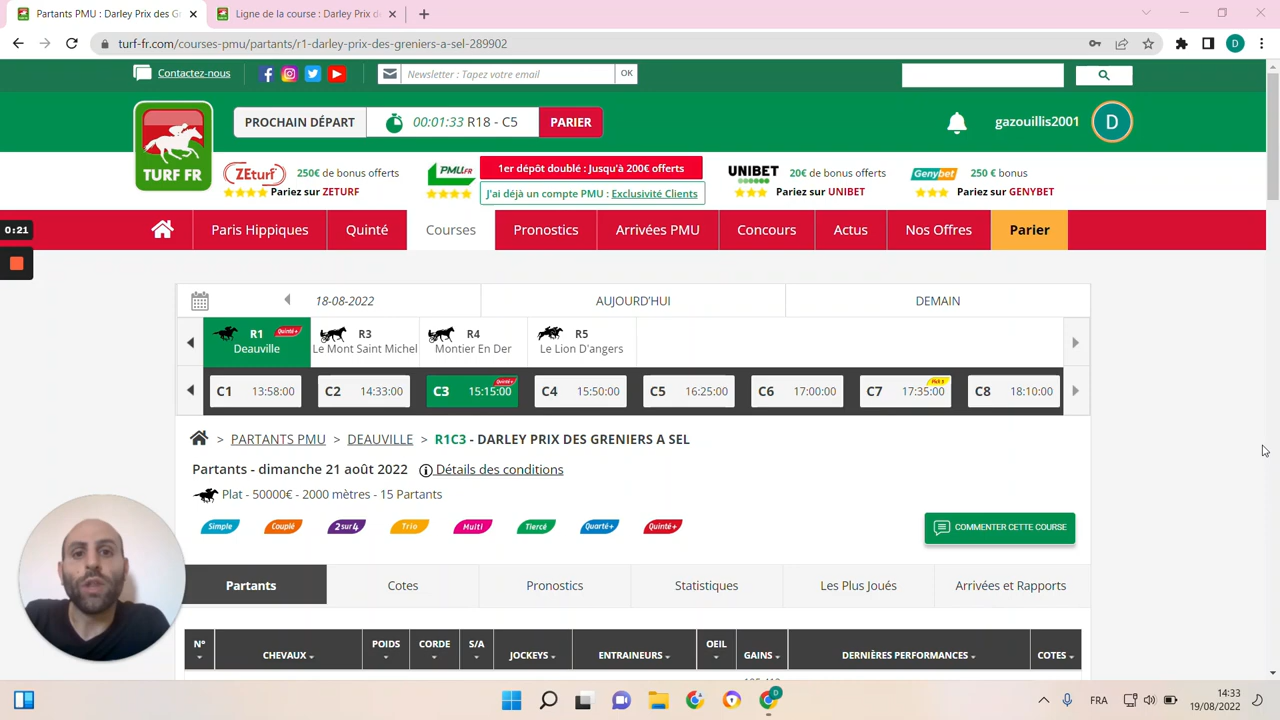 Partants PMU : Darley Prix des G
Ligne de la course : Darley Prix de
turf-fr.com/courses-pmu/partants/r1-darley-prix-des-greniers-a-sel-289902
D
Contactez-nous
Newsletter : Tapez votre email
OK
TURF FR
PROCHAIN DÉPART
00:01:33 R18 - C5
PARIER
gazouillis2001
D
ZEturf
250€ de bonus offerts
Pariez sur ZETURF
PMU.FR
1er dépôt doublé : Jusqu'à 200€ offerts
J'ai déjà un compte PMU : Exclusivité Clients
UNIBET
20€ de bonus offerts
Pariez sur UNIBET
Genybet
250 € bonus
Pariez sur GENYBET
0:21
Paris Hippiques
Quinté
Courses
Pronostics
Arrivées PMU
Concours
Actus
Nos Offres
Parier
18-08-2022
AUJOURD'HUI
DEMAIN
R1 Quinté+
Deauville
R3
Le Mont Saint Michel
R4
Montier En Der
R5
Le Lion D'angers
C1 13:58:00
C2 14:33:00
C3 15:15:00 Quinté+
C4 15:50:00
C5 16:25:00
C6 17:00:00
C7 17:35:00 Pick 5
C8 18:10:00
> PARTANTS PMU > DEAUVILLE > R1C3 - DARLEY PRIX DES GRENIERS A SEL
Partants - dimanche 21 août 2022 Détails des conditions
Plat - 50000€ - 2000 mètres - 15 Partants
Simple
Couplé
2sur4
Trio
Multi
Tiercé
Quarté+
Quinté+
COMMENTER CETTE COURSE
Partants
Cotes
Pronostics
Statistiques
Les Plus Joués
Arrivées et Rapports
N°
CHEVAUX
POIDS
CORDE
S/A
JOCKEYS
ENTRAINEURS
OEIL
GAINS
DERNIÈRES PERFORMANCES
COTES
FRA
14:33
19/08/2022